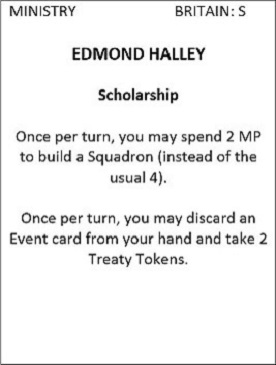 MINISTRY BRITAIN: S
EDMOND HALLEY
Scholarship
Once per turn, you may spend 2 MP
to build a Squadron (instead of the
usual 4).
Once per turn, you may discard an
Event card from your hand and take 2
Treaty Tokens.